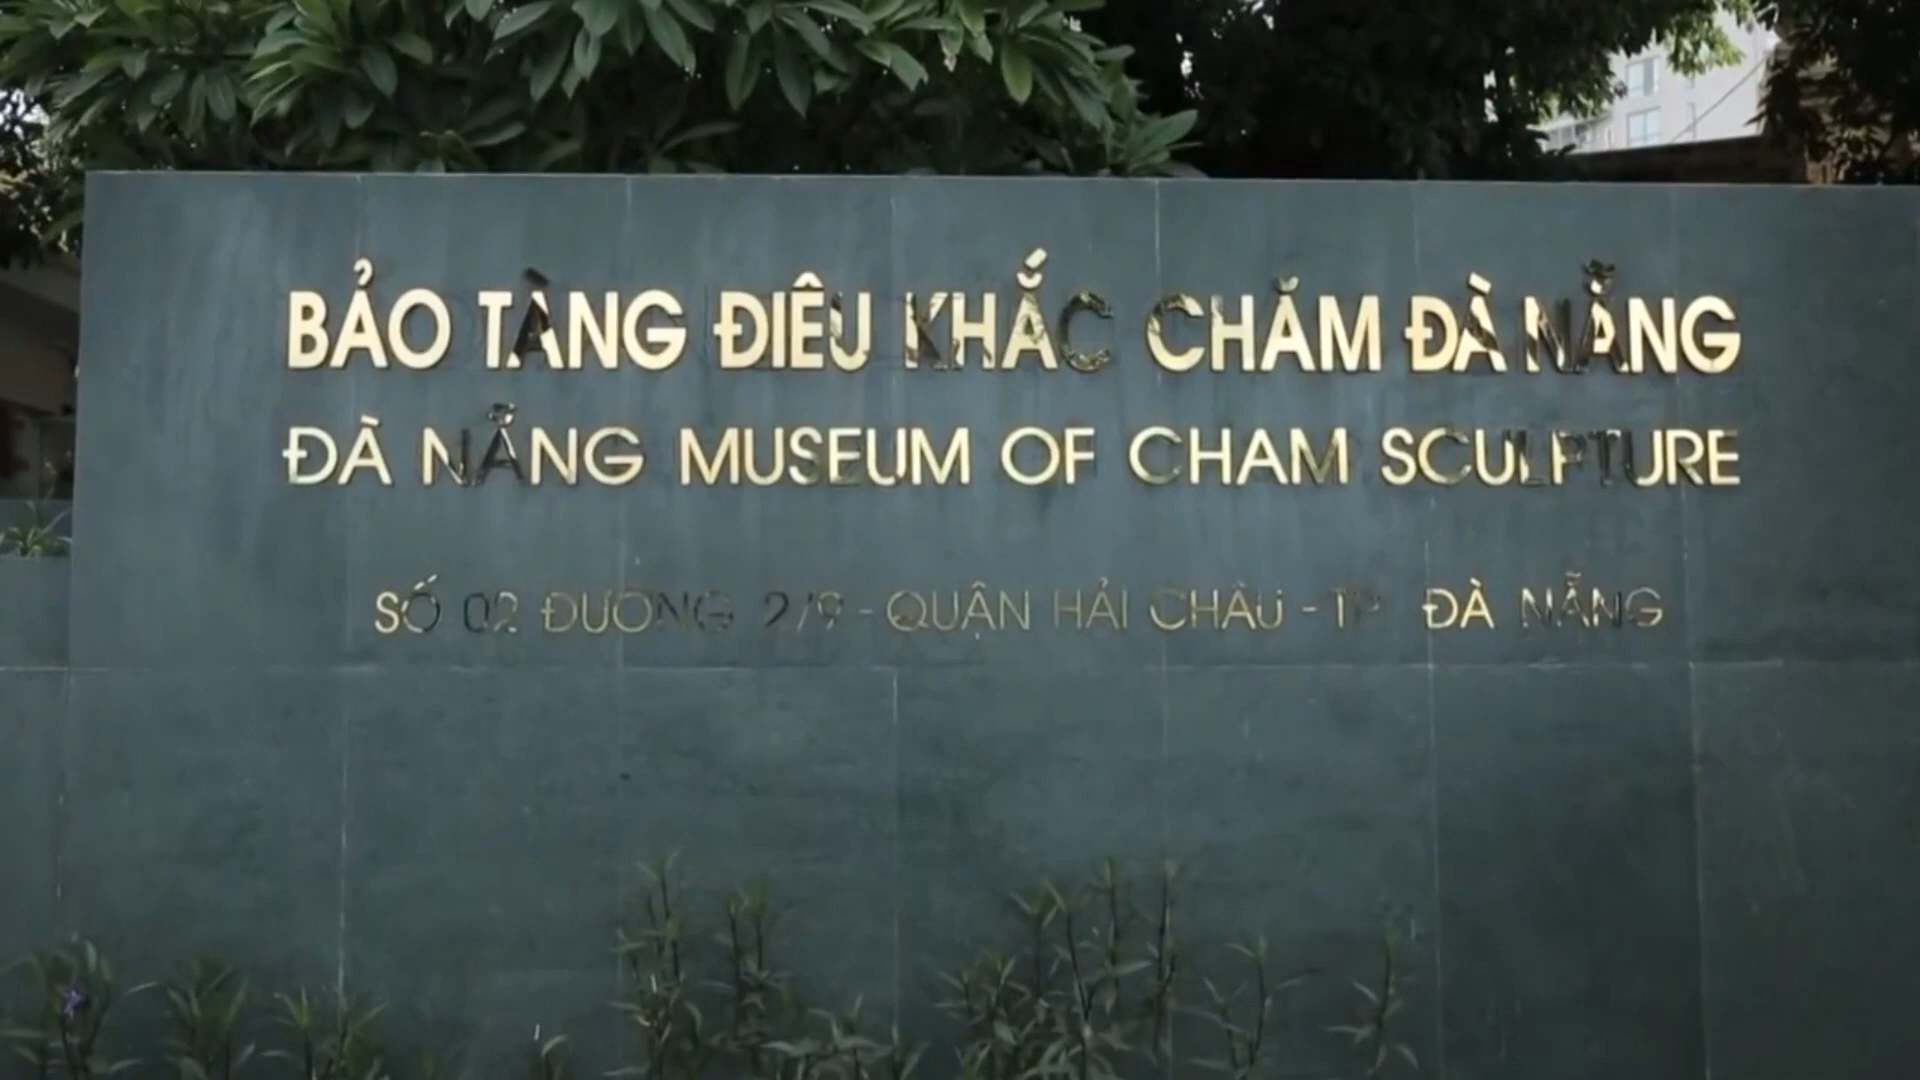 BẢO TÀNG ĐIÊU KHẮC CHĂM ĐÀ NẴNG
ĐÀ NẴNG MUSEUM OF CHAM SCULPTURE
SỐ 02 ĐƯỜNG 2/9 - QUẬN HẢI CHÂU - TP ĐÀ NẴNG